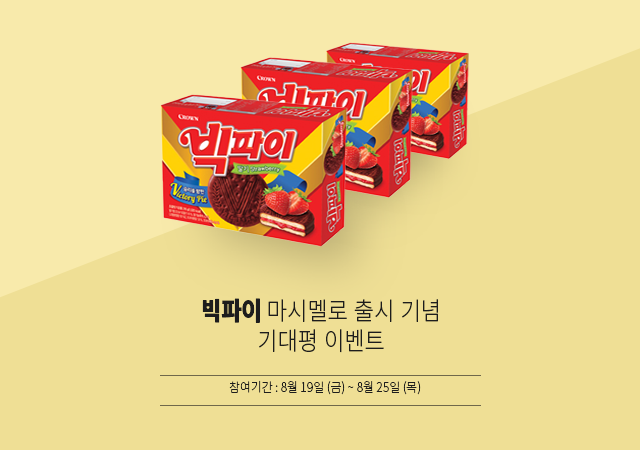 CROWN
빅파이
CROWN
빅파이
빅파이
Strawberry
Victory Pie
빅파이 마시멜로 출시 기념
기대평 이벤트
참여기간 : 8월 19일 (금) ~ 8월 25일 (목)